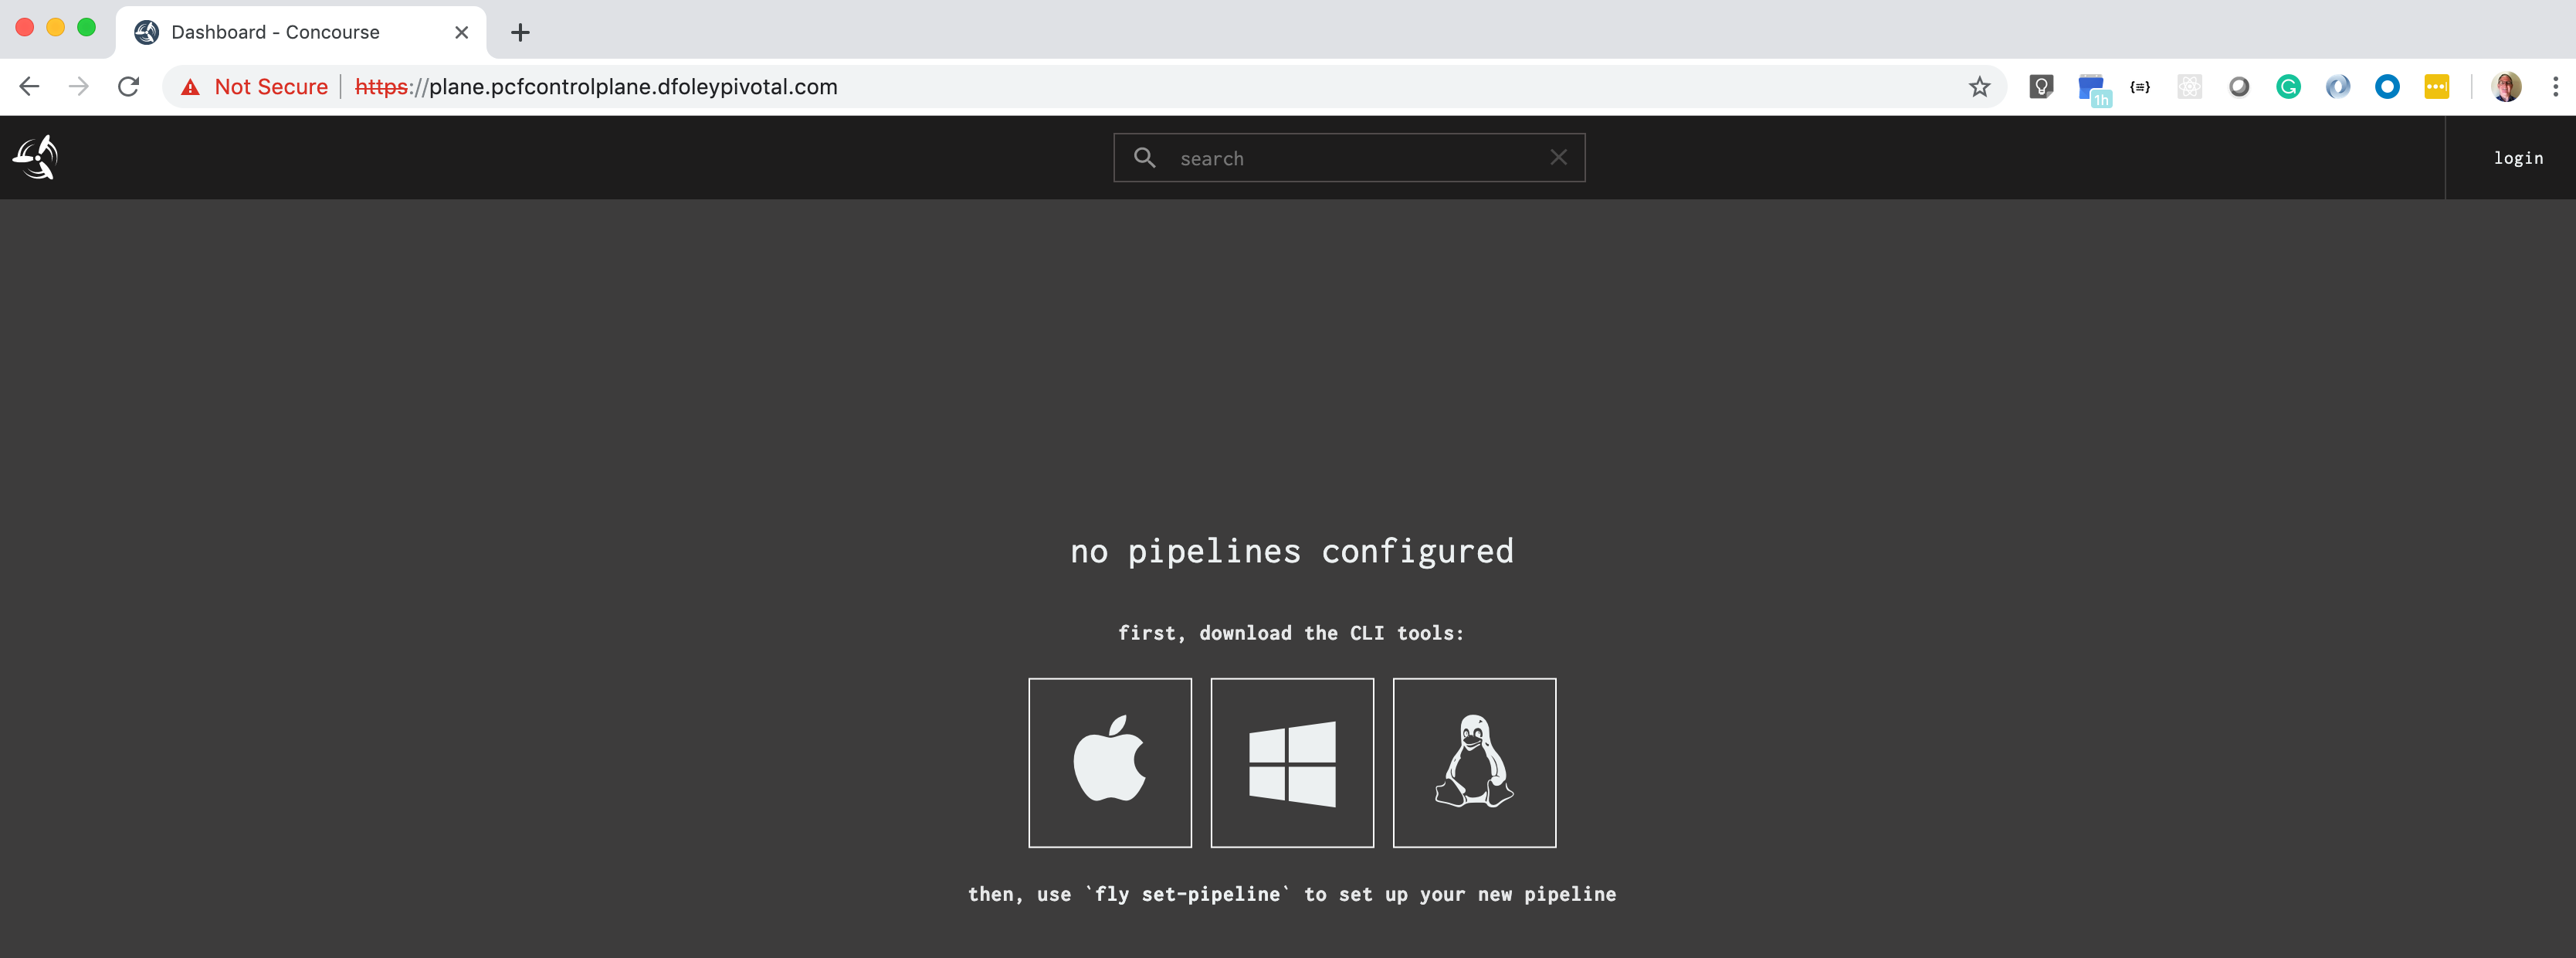 Dashboard - Concourse
Not Secure | https://plane.pcfcontrolplane.dfoleypivotal.com
1h
search
login
no pipelines configured
first, download the CLI tools:
then, use `fly set-pipeline` to set up your new pipeline